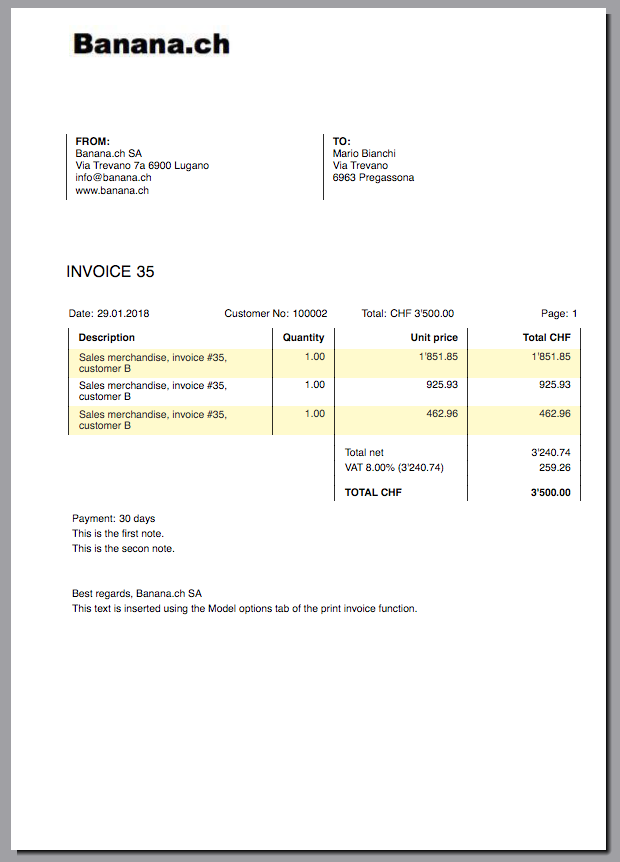 Banana.ch
FROM:
Banana.ch SA
Via Trevano 7a 6900 Lugano
info@banana.ch
www.banana.ch
TO:
Mario Bianchi
Via Trevano
6963 Pregassona
INVOICE 35
Date: 29.01.2018 Customer No: 100002 Total: CHF 3'500.00 Page: 1
Description Quantity Unit price Total CHF
Sales merchandise, invoice #35, 1.00 1'851.85 1'851.85
customer B
Sales merchandise, invoice #35, 1.00 925.93 925.93
customer B
Sales merchandise, invoice #35, 1.00 462.96 462.96
customer B
Total net 3'240.74
VAT 8.00% (3'240.74) 259.26
TOTAL CHF 3'500.00
Payment: 30 days
This is the first note.
This is the secon note.
Best regards, Banana.ch SA
This text is inserted using the Model options tab of the print invoice function.